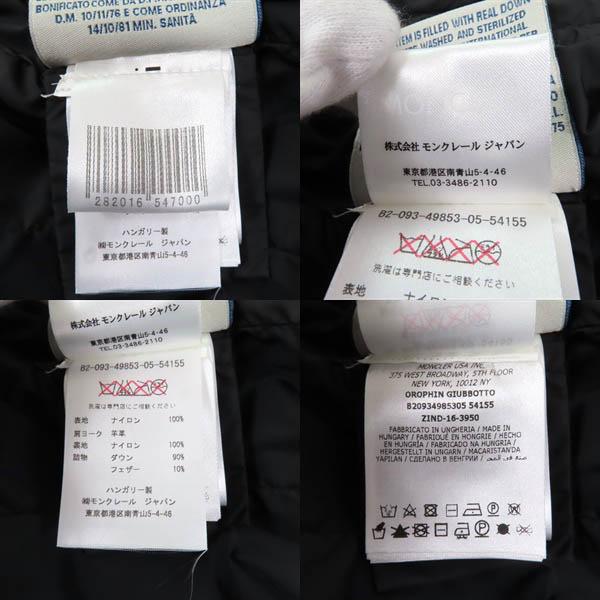 BONIFICATO COME DA D.P.
D.M. 10/11/76 E COME ORDINANZA
14/10/81 MIN. SANITÀ
282016 547000
ハンガリー製
㈱モンクレール ジャパン
東京都港区南青山5-4-46
ITEM IS FILLED WITH REAL DOWN
WASHED AND STERILIZED
INTERNATIONAL
株式会社 モンクレール ジャパン
東京都港区南青山5-4-46
TEL.03-3486-2110
B2-093-49853-05-54155
洗濯は専門店にご相談ください
表地 ナイロン
株式会社 モンクレール ジャパン
東京都港区南青山5-4-46
TEL.03-3486-2110
B2-093-49853-05-54155
洗濯は専門店にご相談ください
表地 ナイロン 100%
肩ヨーク 羊革
裏地 ナイロン 100%
詰物 ダウン 90%
フェザー 10%
ハンガリー製
㈱モンクレール ジャパン
東京都港区南青山5-4-46
MONCLER USA INC.
375 WEST BROADWAY, 5TH FLOOR
NEW YORK, 10012 NY
OROPHIN GIUBBOTTO
B20934985305 54155
ZIND-16-3950
FABBRICATO IN UNGHERIA / MADE IN
HUNGARY / FABRIQUÉ EN HONGRIE / HECHO
EN HUNGRÍA / FABRICADO NA HUNGRIA /
HERGESTELLT IN UNGARN / MACARISTAN'DA
YAPILAN / СДЕЛАНО В ВЕНГРИИ / صنع في المجر